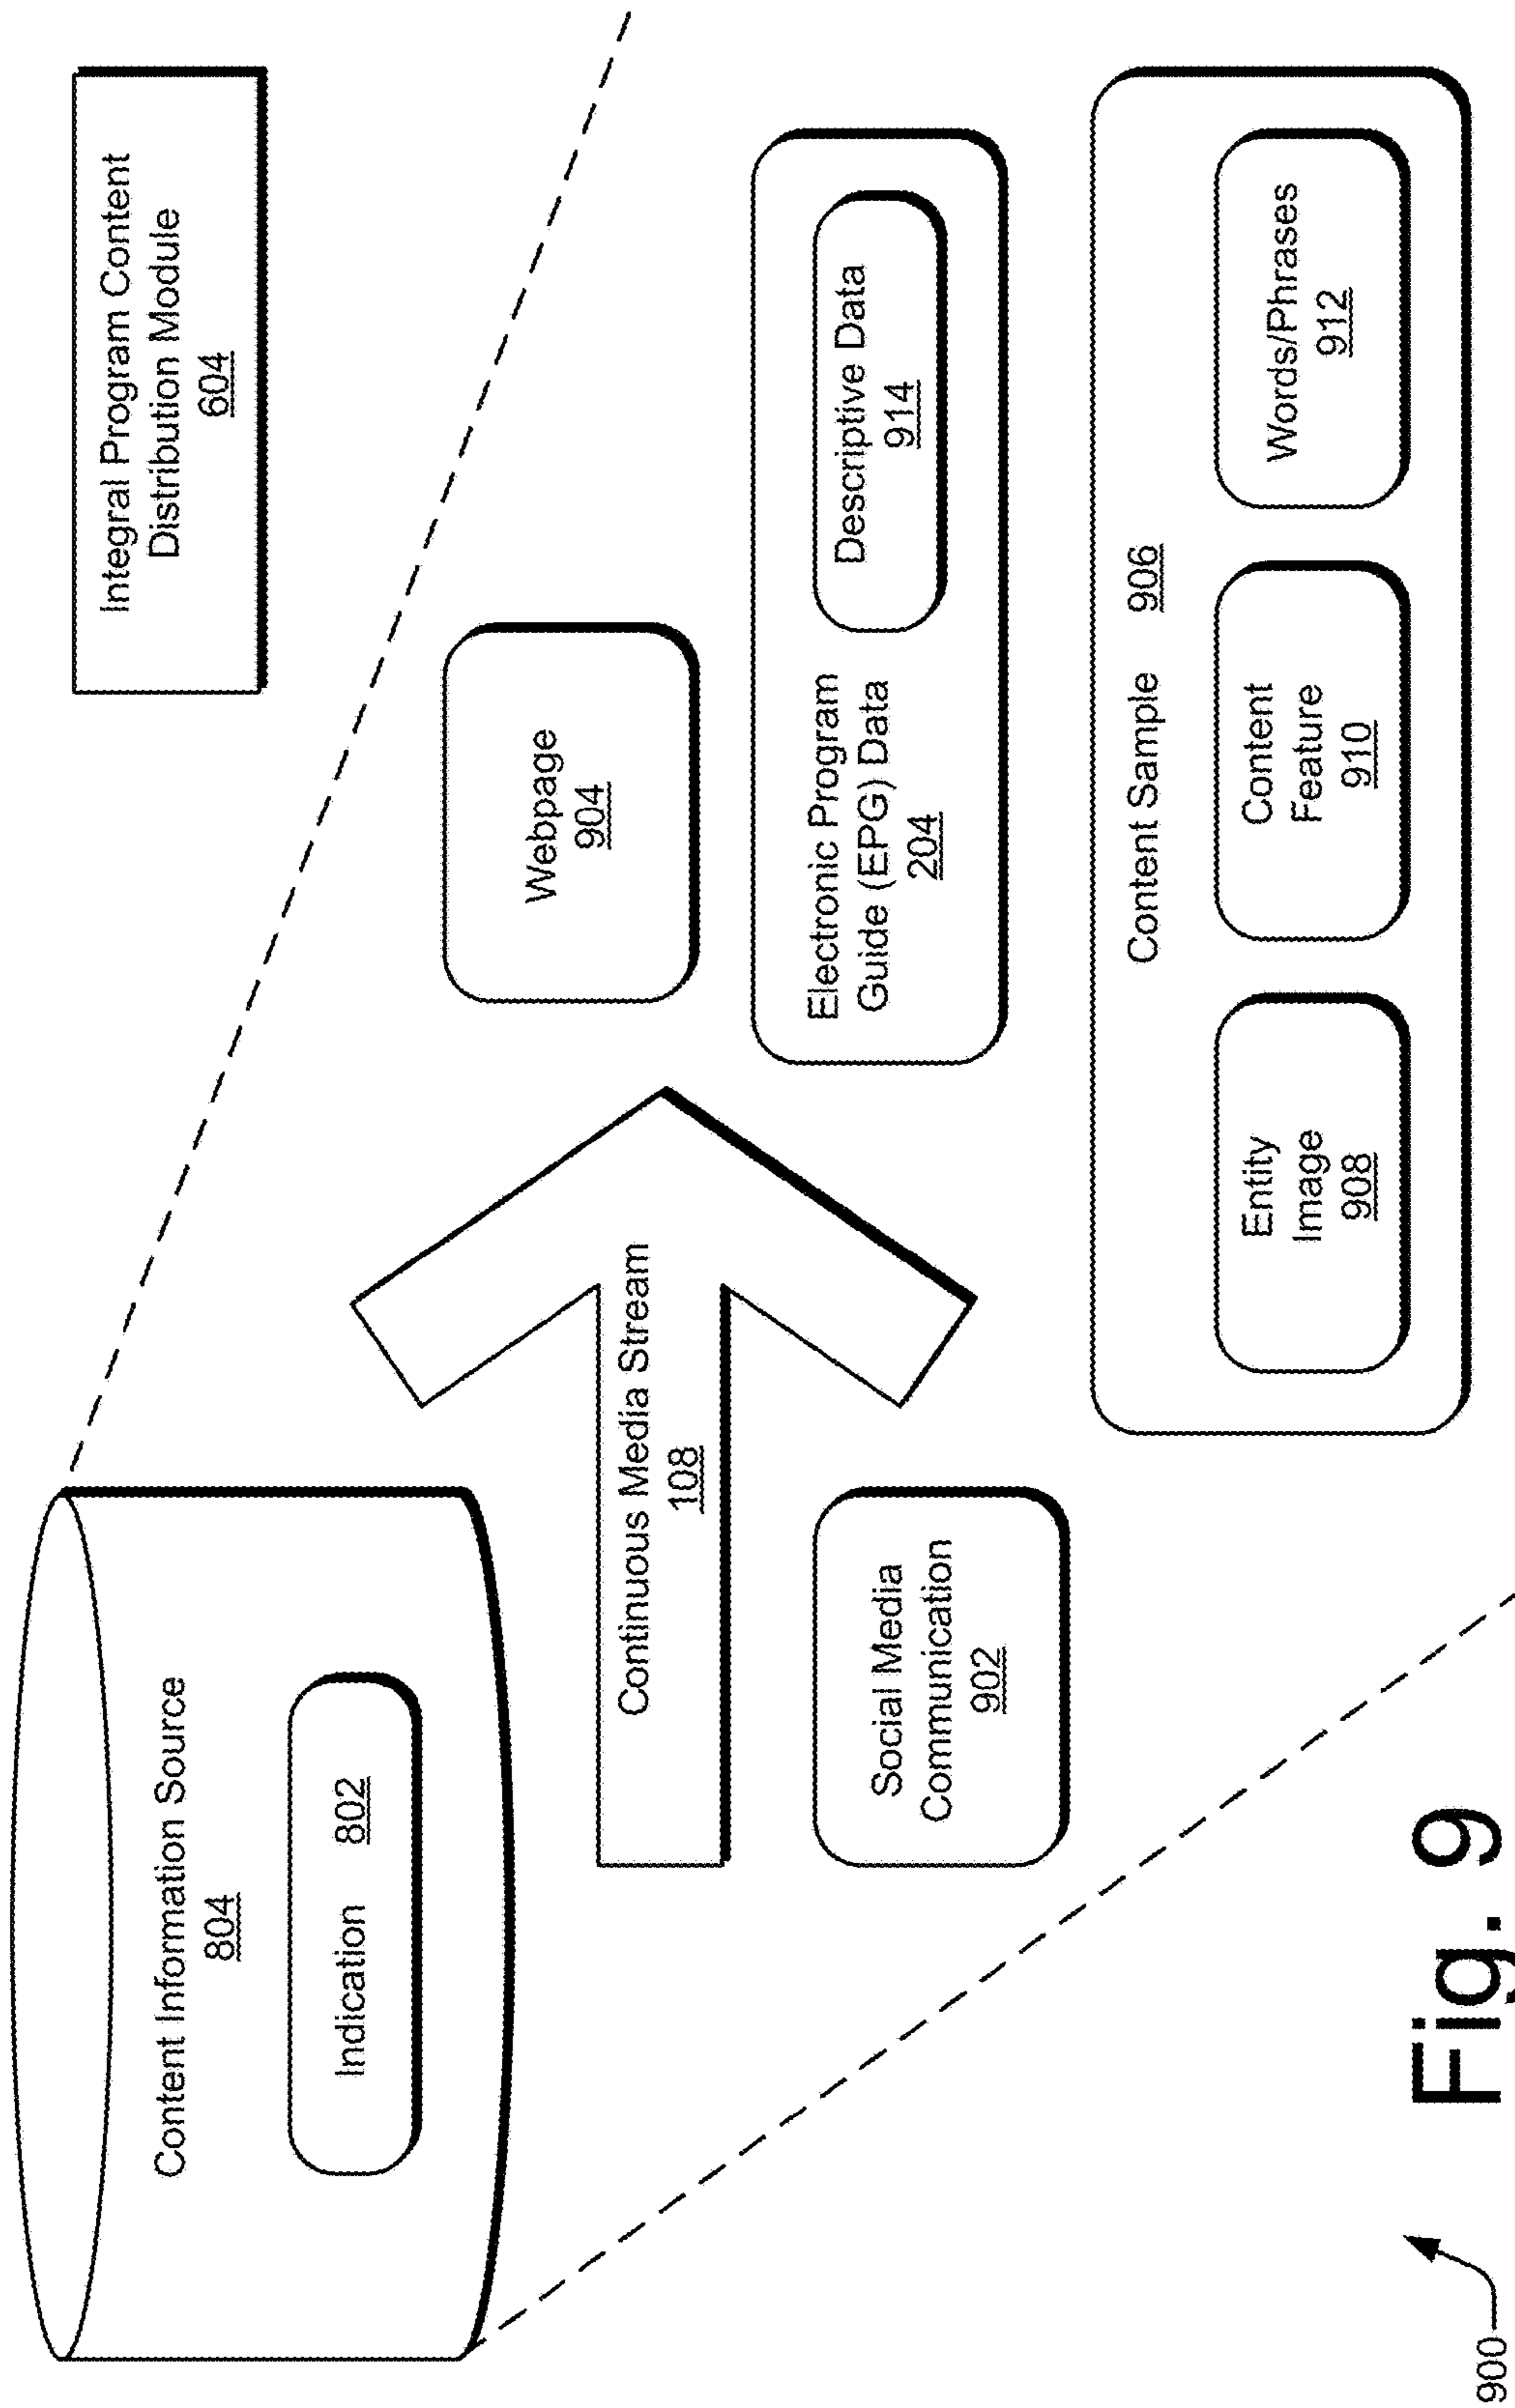 Content Information Source
804
Indication 802
Integral Program Content
Distribution Module
604
Continuous Media Stream
108
Webpage
904
Social Media
Communication
902
Electronic Program
Guide (EPG) Data
204
Descriptive Data
914
Content Sample 906
Entity
Image
908
Content
Feature
910
Words/Phrases
912
900
Fig. 9